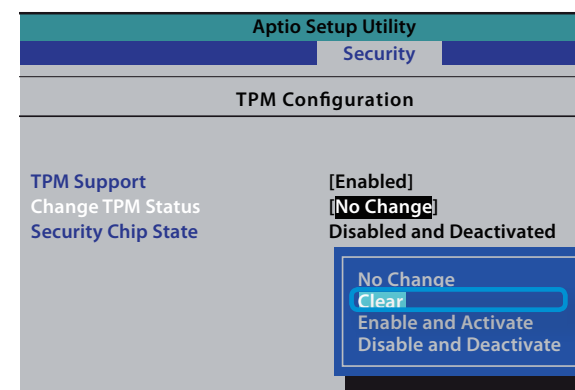 Aptio Setup Utility
Security
TPM Configuration
TPM Support [Enabled]
Change TPM Status [No Change]
Security Chip State Disabled and Deactivated
No Change
Clear
Enable and Activate
Disable and Deactivate